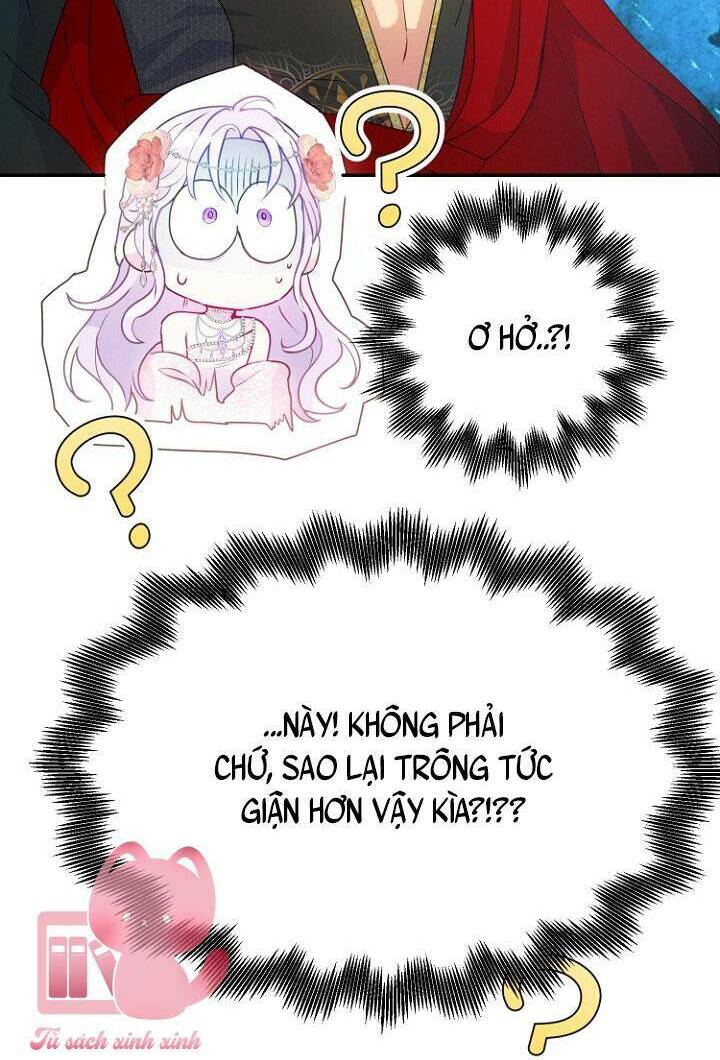 Ơ HỞ..?!
...NÀY! KHÔNG PHẢI
CHỨ, SAO LẠI TRÔNG TỨC
GIẬN HƠN VẬY KÌA?!??
Tủ sách xinh xinh